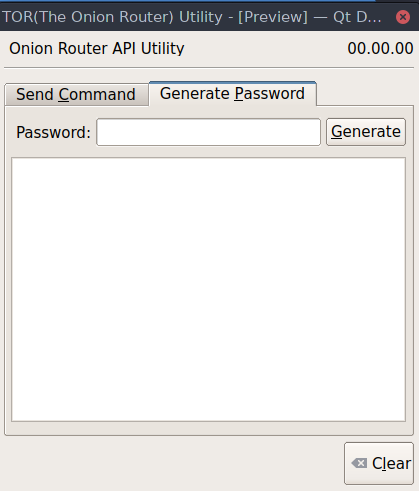 TOR(The Onion Router) Utility - [Preview] — Qt D...
Onion Router API Utility 00.00.00
Send Command Generate Password
Password: Generate
Clear